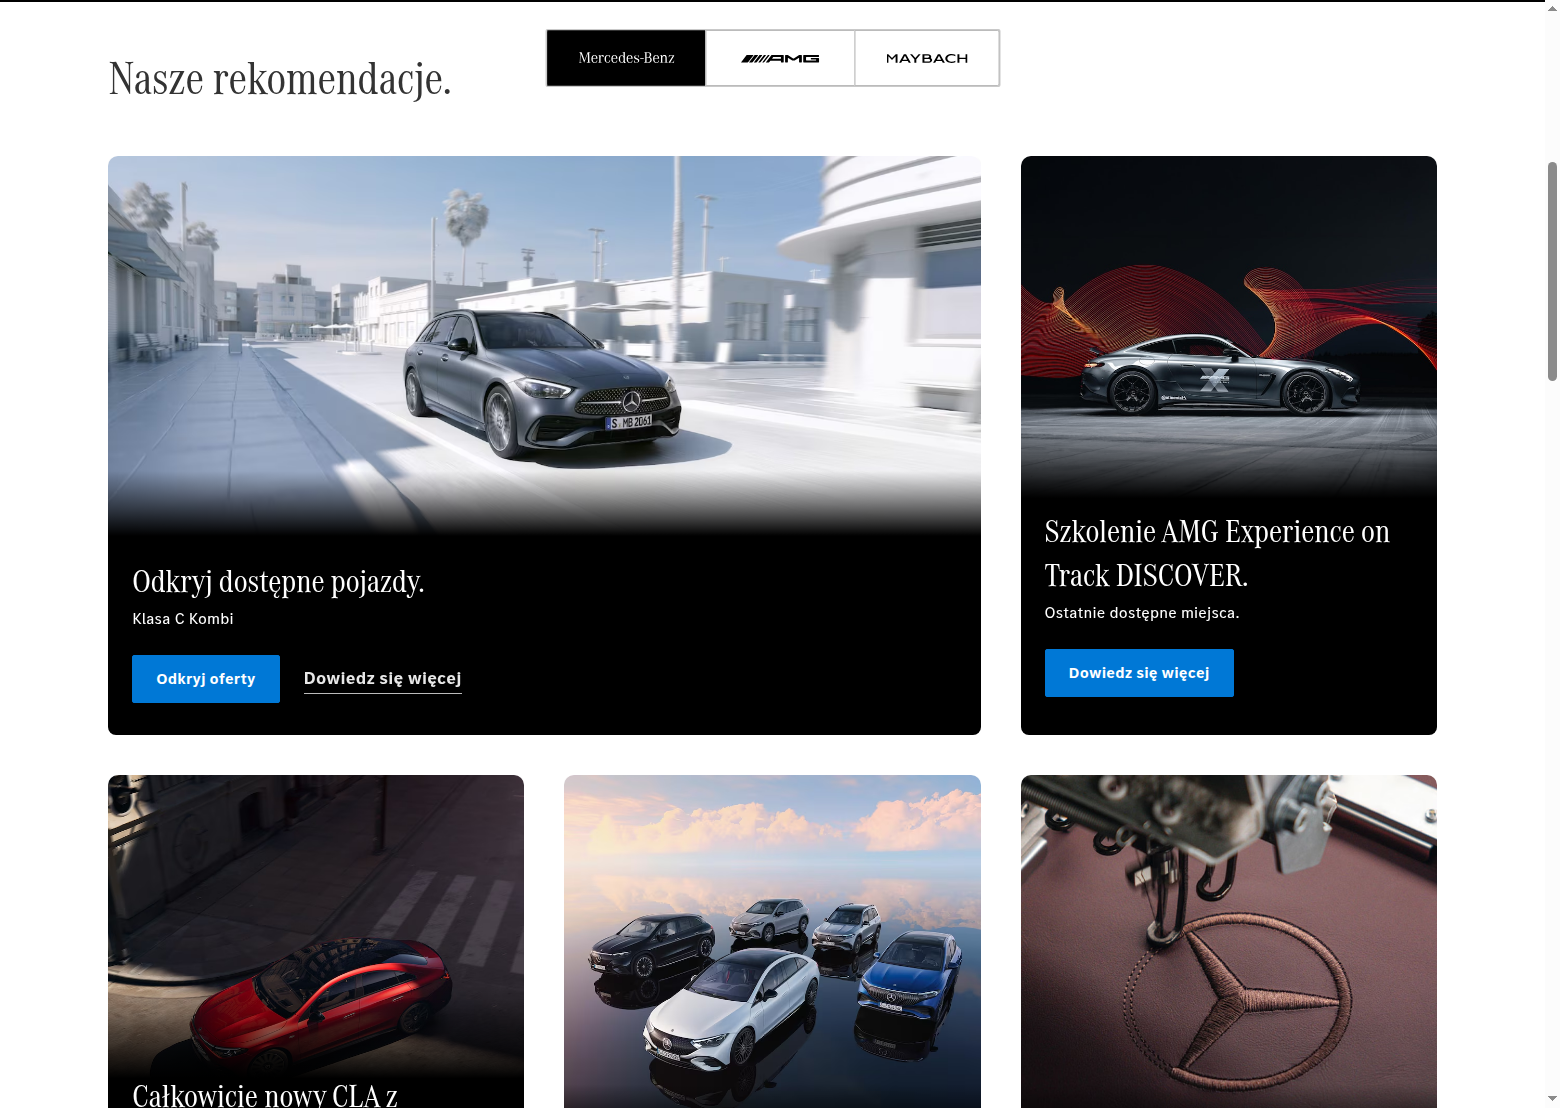 Nasze rekomendacje.
Mercedes-Benz
AMG
MAYBACH
S MB 2061
Odkryj dostępne pojazdy.
Klasa C Kombi
Odkryj oferty
Dowiedz się więcej
AMG
Szkolenie AMG Experience on
Track DISCOVER.
Ostatnie dostępne miejsca.
Dowiedz się więcej
Całkowicie nowy CLA z